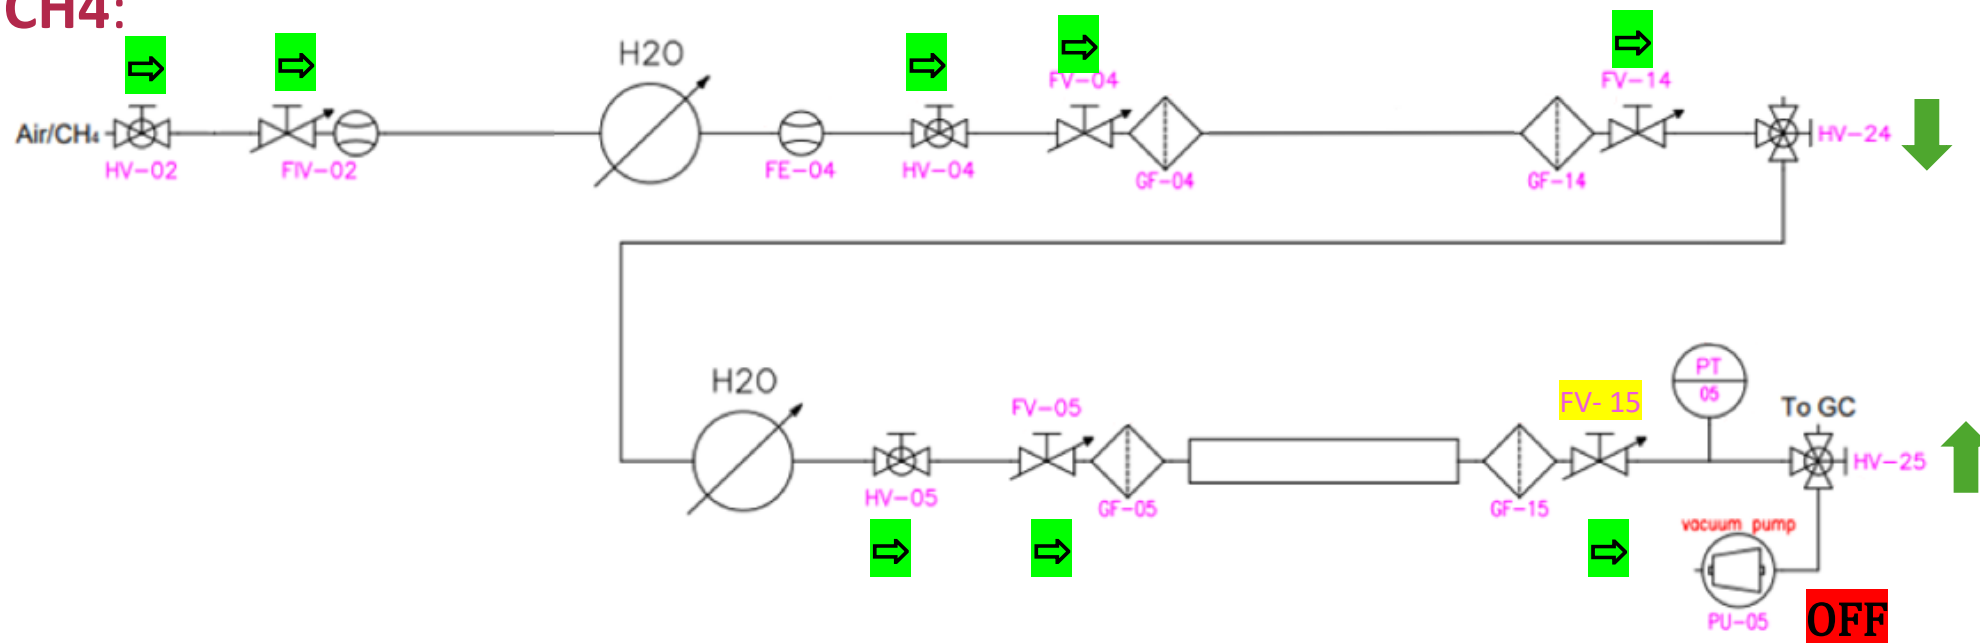 CH4:
H2O
FV-04
FV-14
Air/CH₄
HV-24
HV-02
FIV-02
FE-04
HV-04
GF-04
GF-14
H2O
FV-05
FV- 15
PT
05
To GC
HV-25
HV-05
GF-05
GF-15
vacuum pump
PU-05
OFF